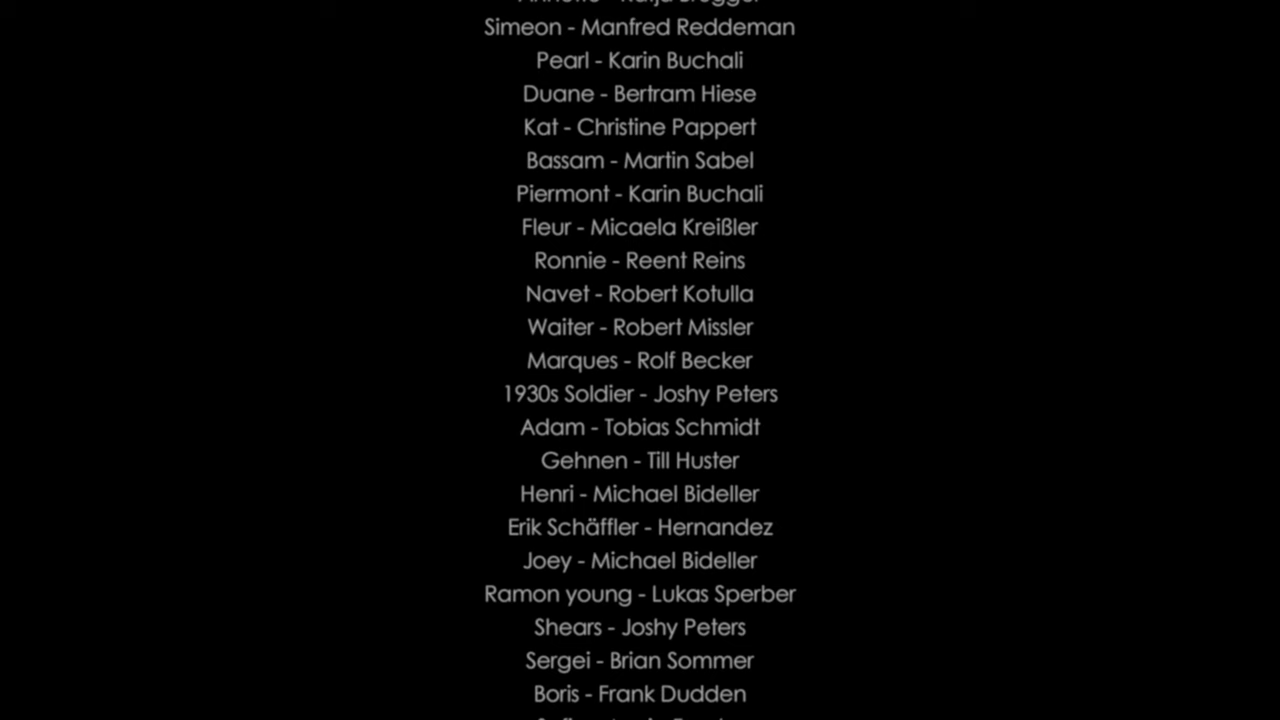 Simeon - Manfred Reddeman
Pearl - Karin Buchali
Duane - Bertram Hiese
Kat - Christine Pappert
Bassam - Martin Sabel
Piermont - Karin Buchali
Fleur - Micaela Kreißler
Ronnie - Reent Reins
Navet - Robert Kotulla
Waiter - Robert Missler
Marques - Rolf Becker
1930s Soldier - Joshy Peters
Adam - Tobias Schmidt
Gehnen - Till Huster
Henri - Michael Bideller
Erik Schäffler - Hernandez
Joey - Michael Bideller
Ramon young - Lukas Sperber
Shears - Joshy Peters
Sergei - Brian Sommer
Boris - Frank Dudden